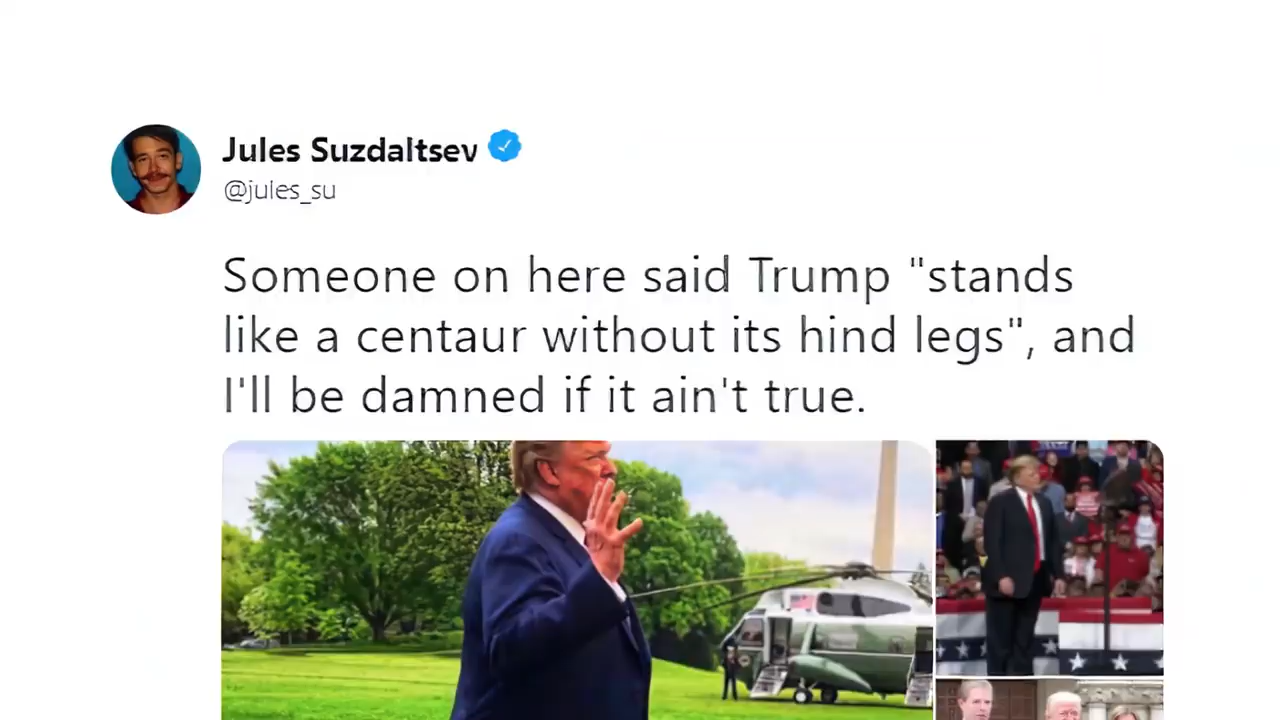 Jules Suzdaltsev
@jules_su
Someone on here said Trump "stands
like a centaur without its hind legs", and
I'll be damned if it ain't true.